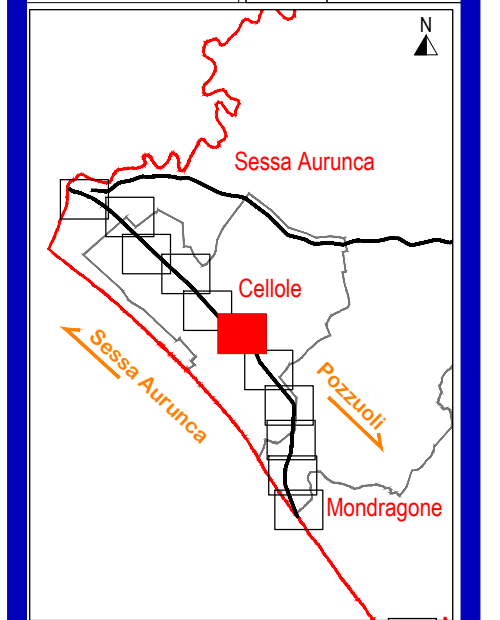 N
Sessa Aurunca
Cellole
Sessa Aurunca
Pozzuoli
Mondragone